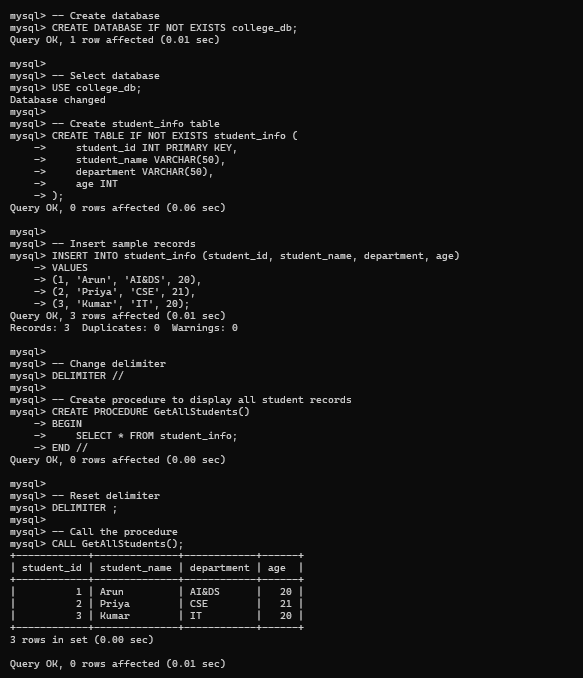 mysql> -- Create database
mysql> CREATE DATABASE IF NOT EXISTS college_db;
Query OK, 1 row affected (0.01 sec)

mysql>
mysql> -- Select database
mysql> USE college_db;
Database changed
mysql>
mysql> -- Create student_info table
mysql> CREATE TABLE IF NOT EXISTS student_info (
    ->     student_id INT PRIMARY KEY,
    ->     student_name VARCHAR(50),
    ->     department VARCHAR(50),
    ->     age INT
    -> );
Query OK, 0 rows affected (0.06 sec)

mysql>
mysql> -- Insert sample records
mysql> INSERT INTO student_info (student_id, student_name, department, age)
    -> VALUES
    -> (1, 'Arun', 'AI&DS', 20),
    -> (2, 'Priya', 'CSE', 21),
    -> (3, 'Kumar', 'IT', 20);
Query OK, 3 rows affected (0.01 sec)
Records: 3  Duplicates: 0  Warnings: 0

mysql>
mysql> -- Change delimiter
mysql> DELIMITER //
mysql>
mysql> -- Create procedure to display all student records
mysql> CREATE PROCEDURE GetAllStudents()
    -> BEGIN
    ->     SELECT * FROM student_info;
    -> END //
Query OK, 0 rows affected (0.00 sec)

mysql>
mysql> -- Reset delimiter
mysql> DELIMITER ;
mysql>
mysql> -- Call the procedure
mysql> CALL GetAllStudents();
+------------+--------------+------------+------+
| student_id | student_name | department | age  |
+------------+--------------+------------+------+
|          1 | Arun         | AI&DS      |   20 |
|          2 | Priya        | CSE        |   21 |
|          3 | Kumar        | IT         |   20 |
+------------+--------------+------------+------+
3 rows in set (0.00 sec)

Query OK, 0 rows affected (0.01 sec)